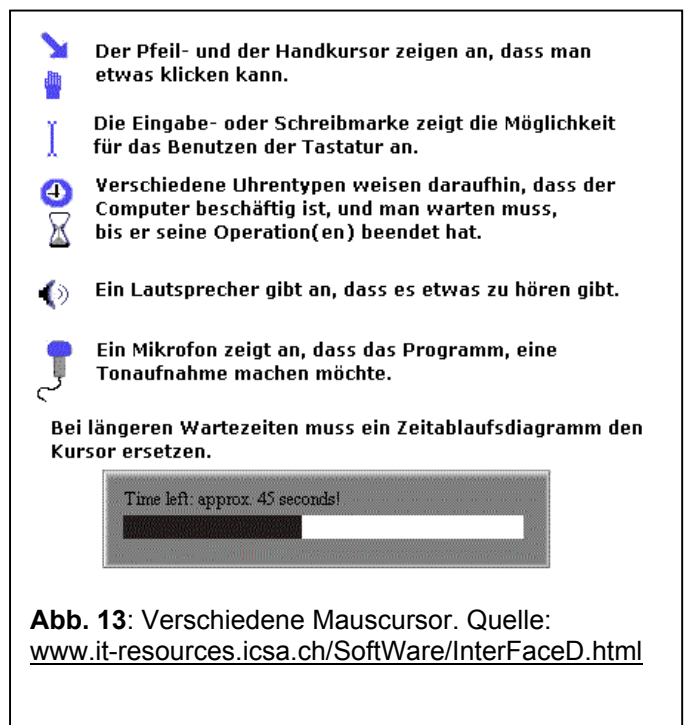 Der Pfeil- und der Handkursor zeigen an, dass man
etwas klicken kann.
Die Eingabe- oder Schreibmarke zeigt die Möglichkeit
für das Benutzen der Tastatur an.
Verschiedene Uhrentypen weisen daraufhin, dass der
Computer beschäftig ist, und man warten muss,
bis er seine Operation(en) beendet hat.
Ein Lautsprecher gibt an, dass es etwas zu hören gibt.
Ein Mikrofon zeigt an, dass das Programm, eine
Tonaufnahme machen möchte.
Bei längeren Wartezeiten muss ein Zeitablaufsdiagramm den
Kursor ersetzen.
Time left: approx. 45 seconds!
Abb. 13: Verschiedene Mauscursor. Quelle:
www.it-resources.icsa.ch/SoftWare/InterFaceD.html